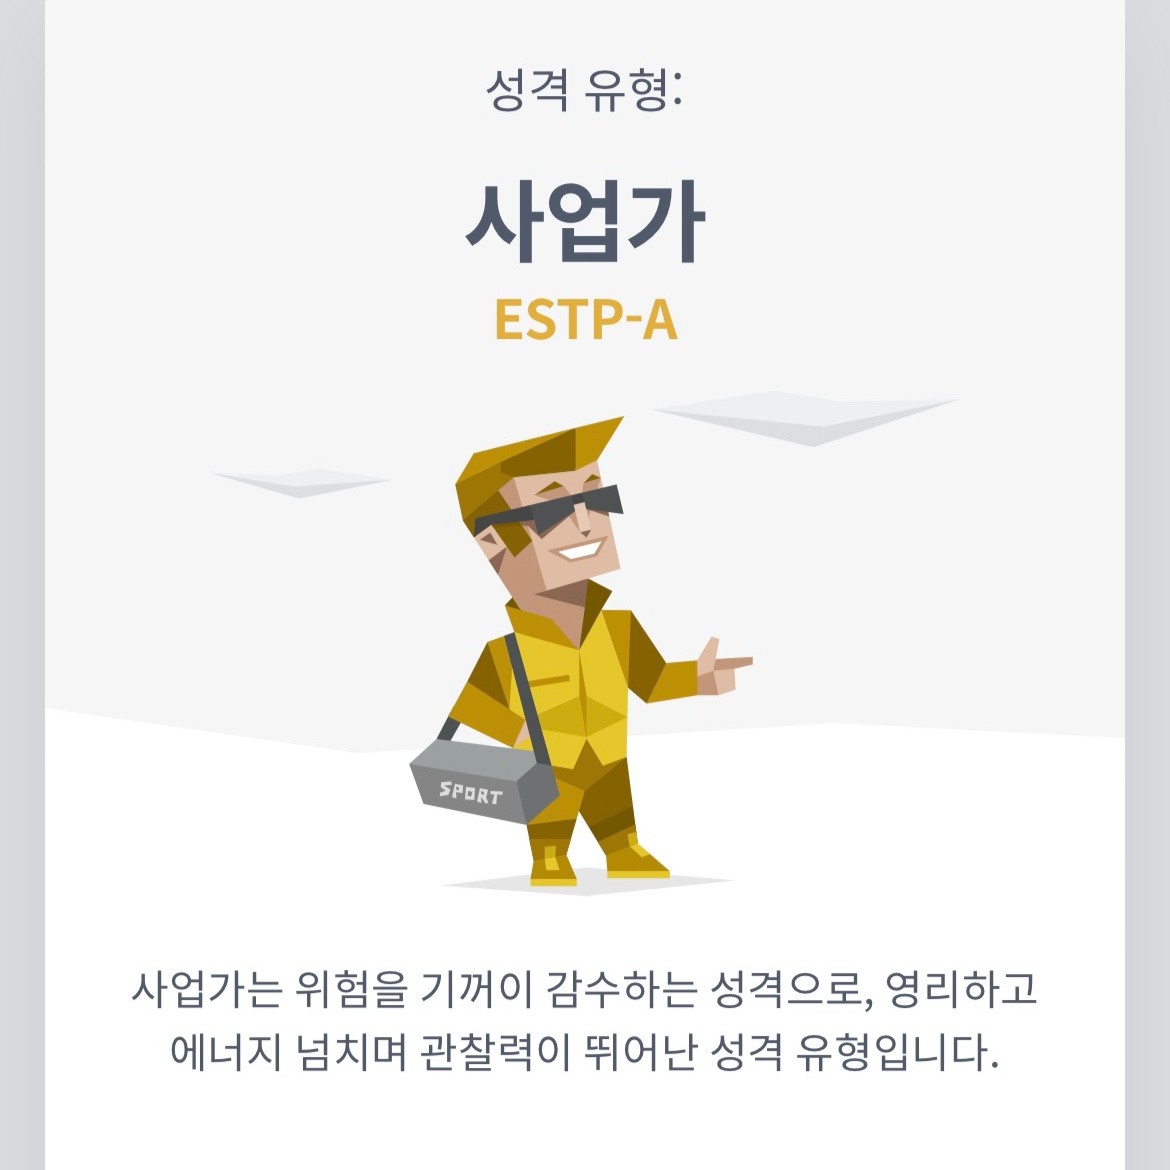 성격 유형:
사업가
ESTP-A
SPORT
사업가는 위험을 기꺼이 감수하는 성격으로, 영리하고
에너지 넘치며 관찰력이 뛰어난 성격 유형입니다.